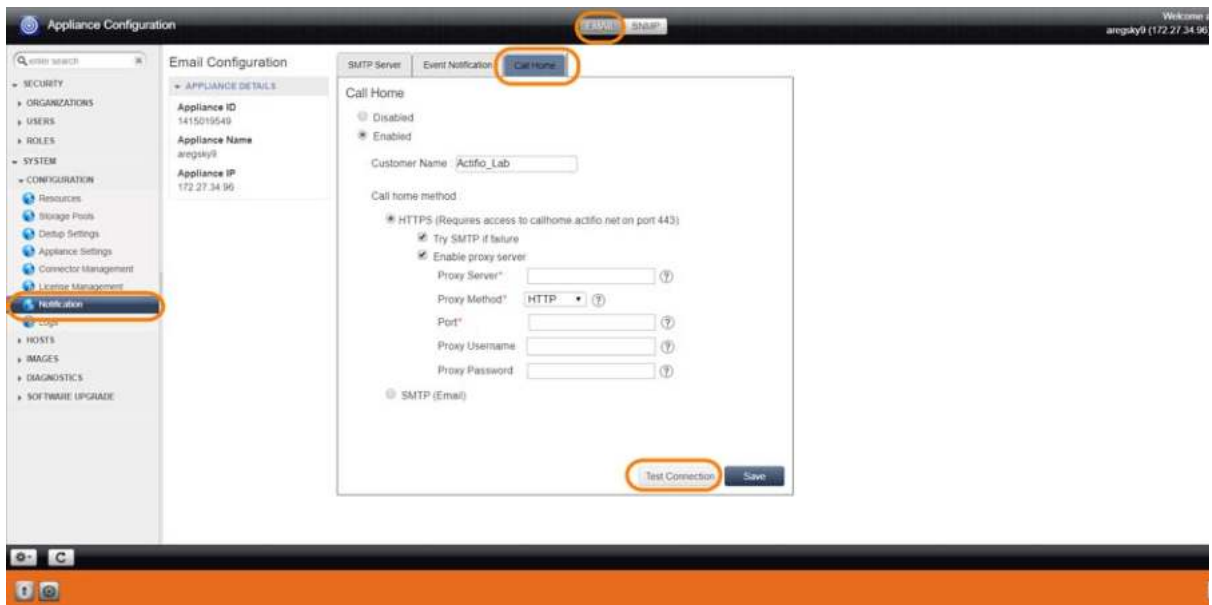 Appliance Configuration
EMAIL
SNMP
Welcome a
aregsky9 (172.27.34.96)
enter search
SECURITY
ORGANIZATIONS
USERS
ROLES
SYSTEM
CONFIGURATION
Resources
Storage Pools
Dedup Settings
Appliance Settings
Connector Management
License Management
Notification
Logs
HOSTS
IMAGES
DIAGNOSTICS
SOFTWARE UPGRADE
Email Configuration
APPLIANCE DETAILS
Appliance ID
1415019549
Appliance Name
aregsky9
Appliance IP
172.27.34.96
SMTP Server
Event Notification
Call Home
Call Home
Disabled
Enabled
Customer Name : Actifio_Lab
Call home method :
HTTPS (Requires access to callhome.actifio.net on port 443)
Try SMTP if failure
Enable proxy server
Proxy Server*
Proxy Method* HTTP
Port*
Proxy Username
Proxy Password
SMTP (Email)
Test Connection
Save